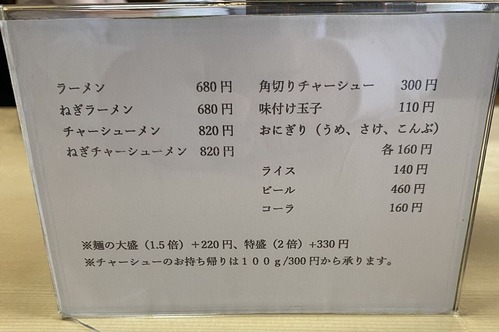 ラーメン 680円
ねぎラーメン 680円
チャーシューメン 820円
ねぎチャーシューメン 820円
角切りチャーシュー 300円
味付け玉子 110円
おにぎり（うめ、さけ、こんぶ）
各160円
ライス 140円
ビール 460円
コーラ 160円
※麺の大盛（1.5倍）＋220円、特盛（2倍）+330円
※チャーシューのお持ち帰りは１００ｇ/300円から承ります。